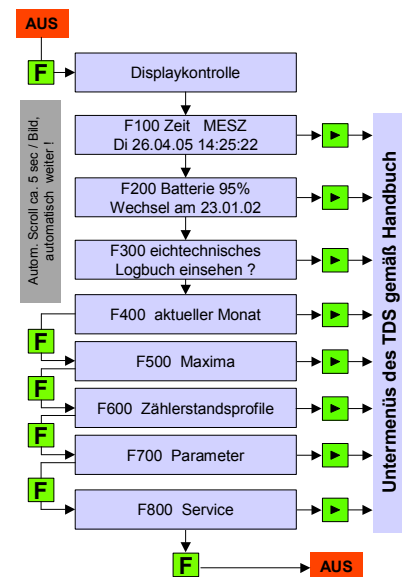 AUS
F
Displaykontrolle
Autom. Scroll ca. 5 sec / Bild,
automatisch weiter !
F100 Zeit MESZ
Di 26.04.05 14:25:22
F200 Batterie 95%
Wechsel am 23.01.02
F300 eichtechnisches
Logbuch einsehen ?
F400 aktueller Monat
F
F500 Maxima
F
F600 Zählerstandsprofile
F
F700 Parameter
F
F800 Service
F
AUS
Untermenüs des TDS gemäß Handbuch